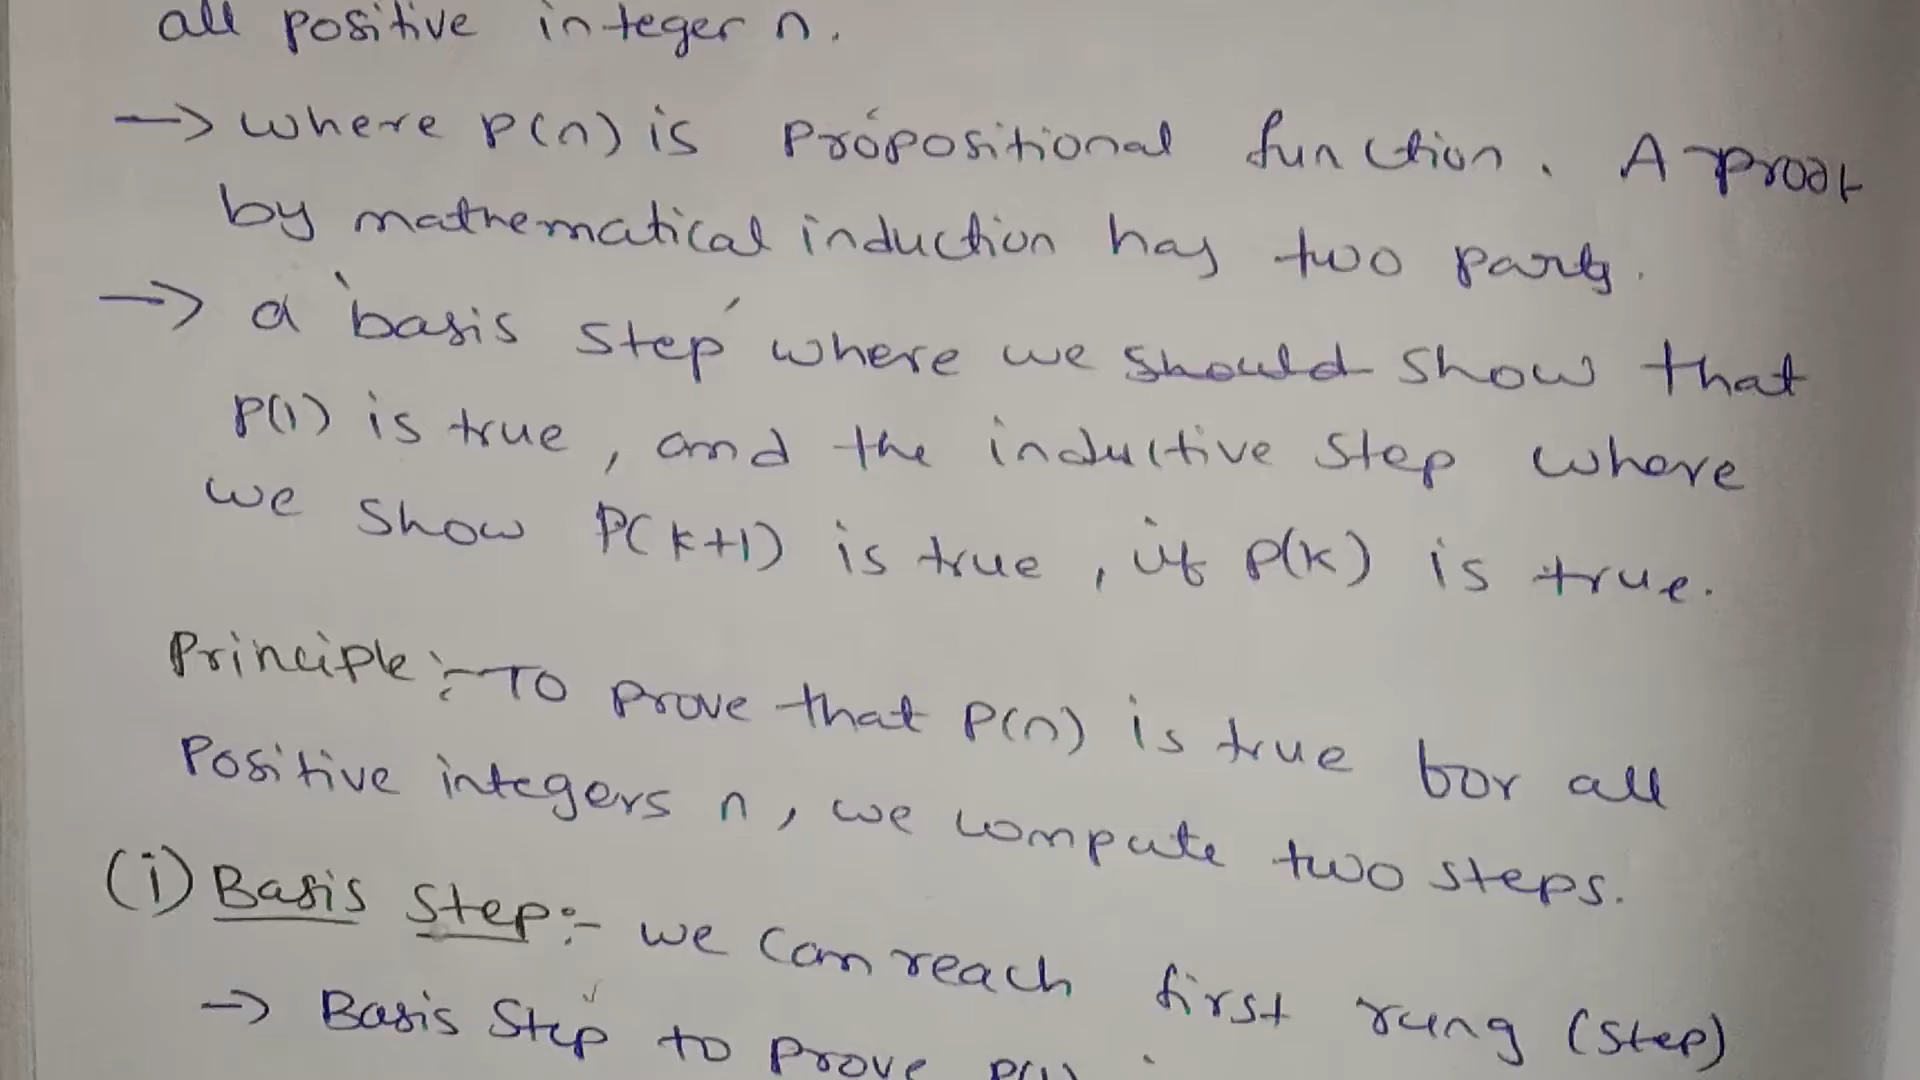 all positive integer n.
→ where p(n) is propositional function. A proof
by mathematical induction has two parts.
→ a 'basis step' where we should show that
P(1) is true, and the inductive step where
we show P(k+1) is true, if P(k) is true.
Principle:- To prove that P(n) is true for all
Positive integers n, we compute two steps.
(i) Basis Step:- we can reach first rung (step)
→ Basis Step to prove P(1)